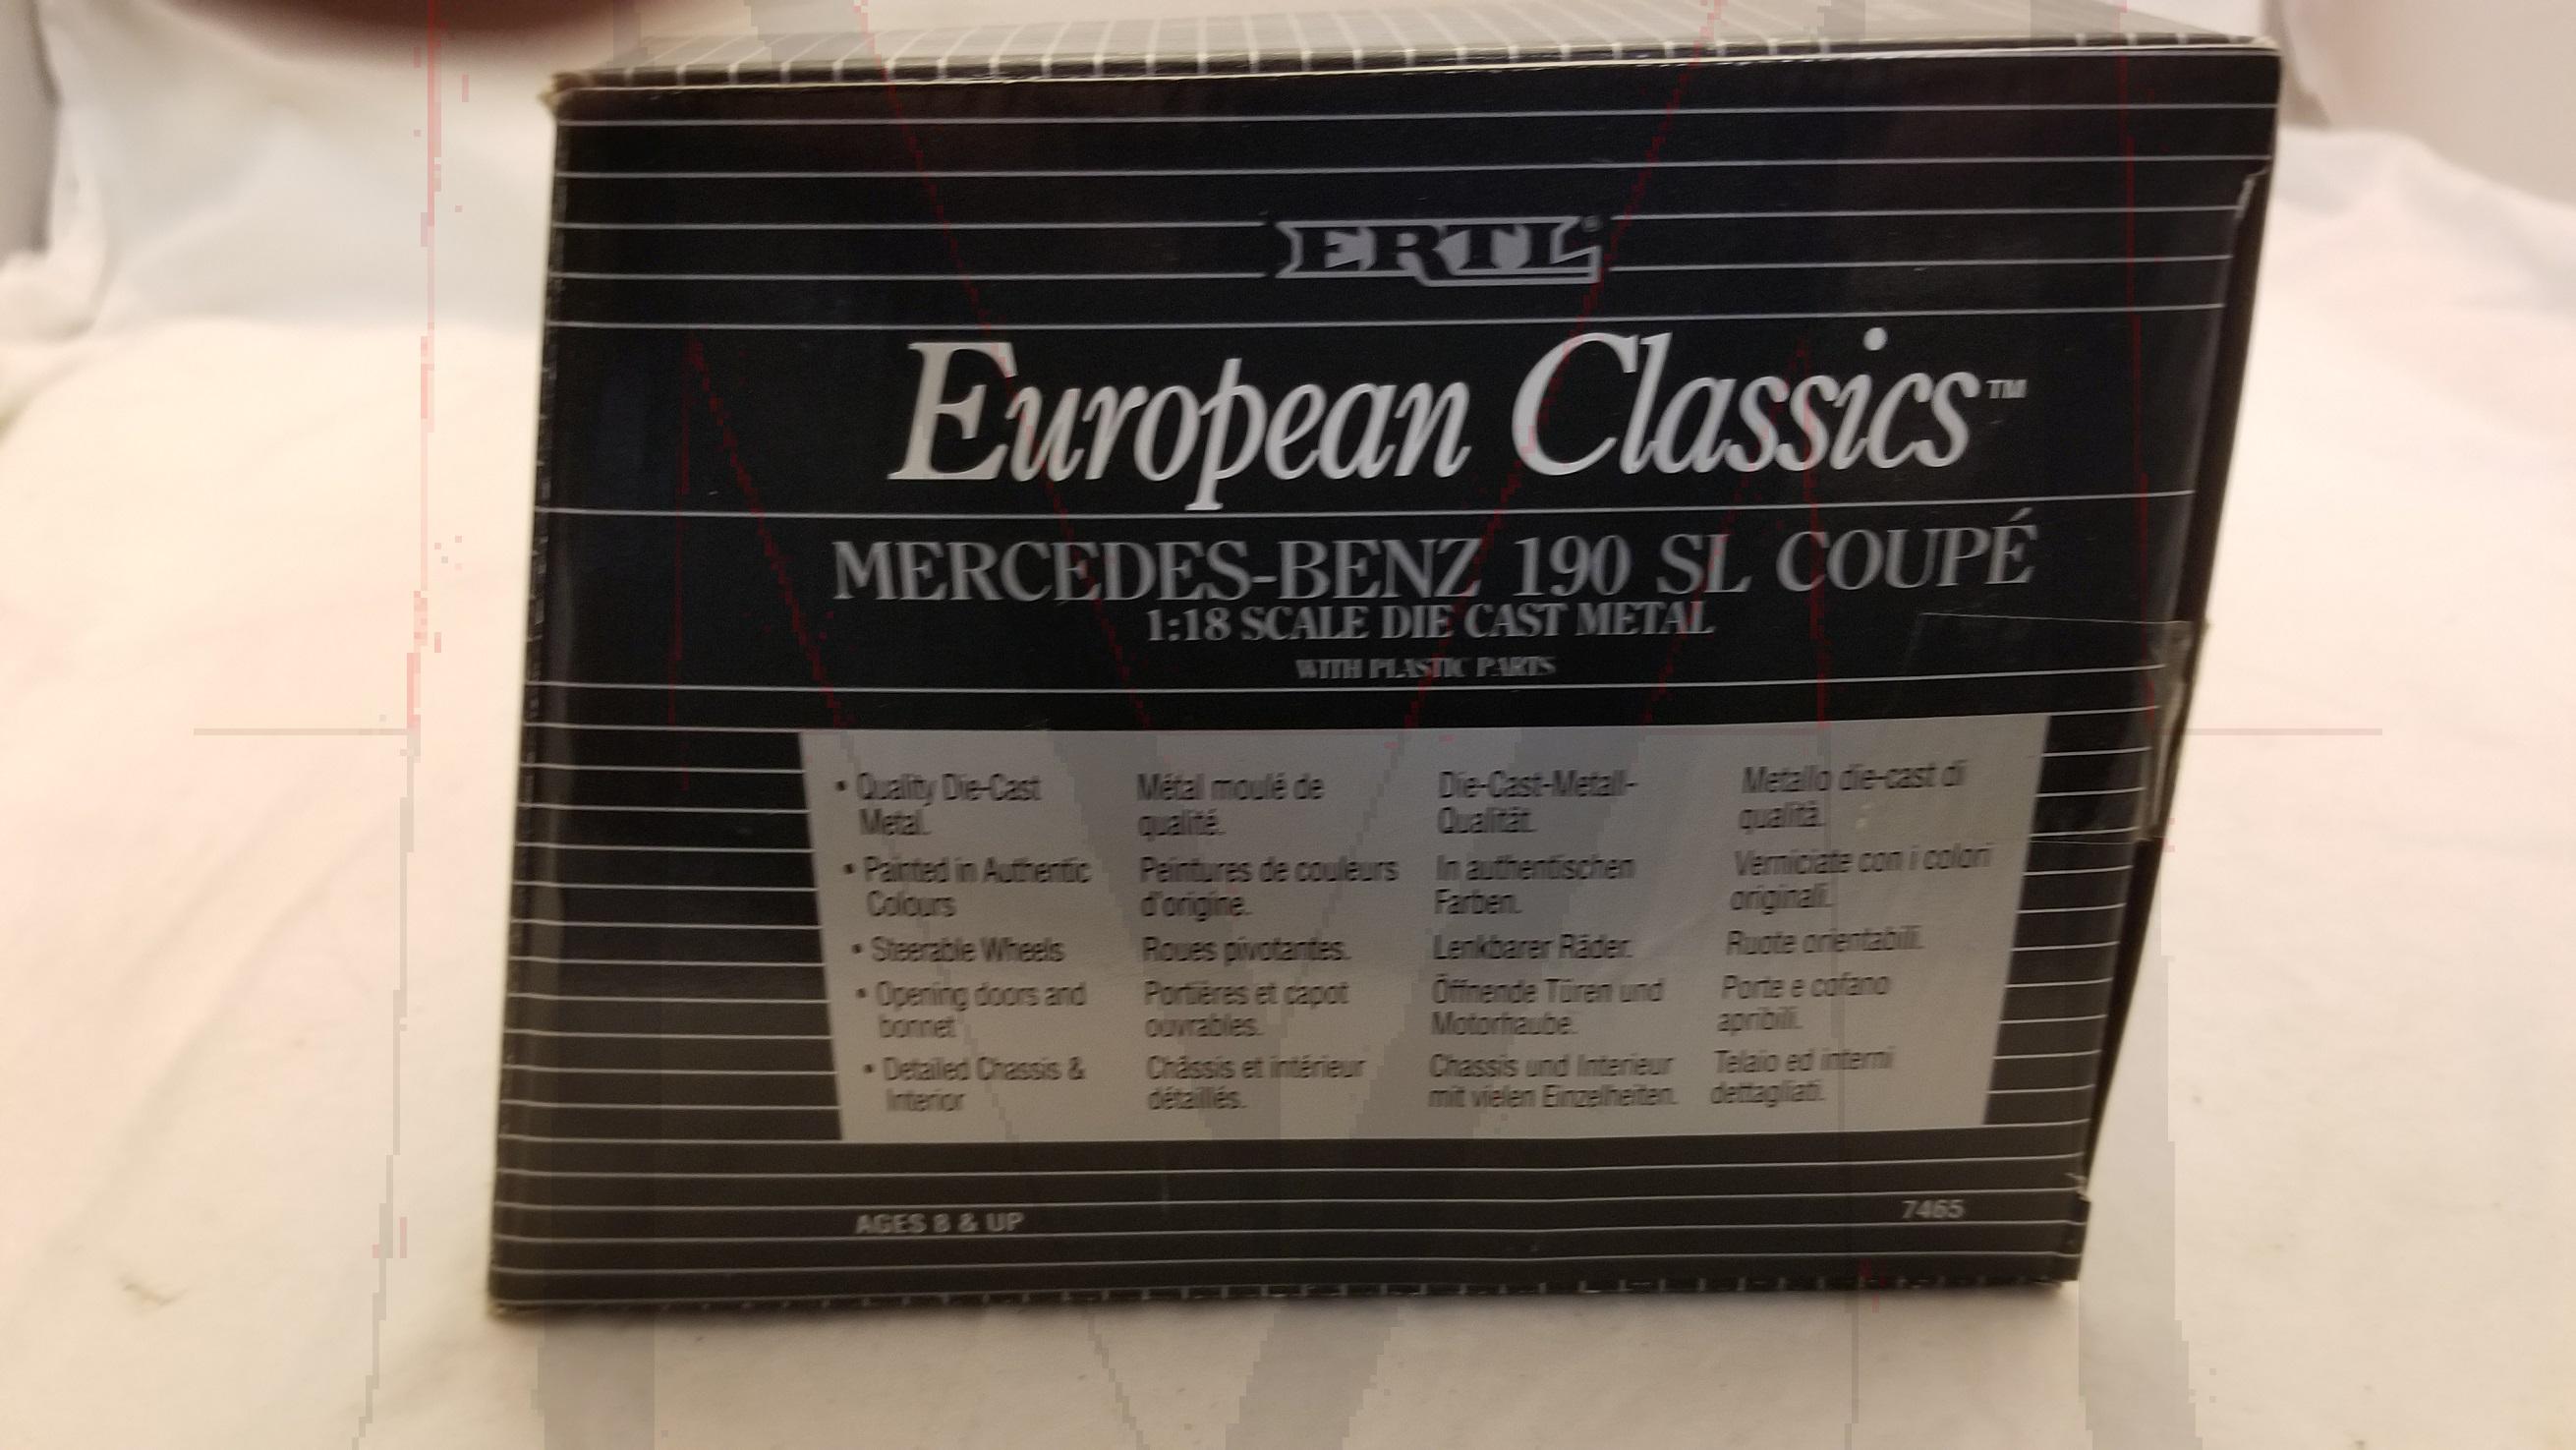 ERTL®
European Classics™
MERCEDES-BENZ 190 SL COUPÉ
1:18 SCALE DIE CAST METAL
WITH PLASTIC PARTS
• Quality Die-Cast
Metal.
• Painted in Authentic
Colours
• Steerable Wheels
• Opening doors and
bonnet
• Detailed Chassis &
Interior
Métal moulé de
qualité.
Peintures de couleurs
d'origine.
Roues pivotantes.
Portières et capot
ouvrables.
Châssis et intérieur
détaillés.
Die-Cast-Metall-
Qualität.
In authentischen
Farben.
Lenkbarer Räder.
Öffnende Türen und
Motorhaube.
Chassis und Interieur
mit vielen Einzelheiten.
Metallo die-cast di
qualità.
Verniciate con i colori
originali.
Ruote orientabili.
Porte e cofano
apribili.
Telaio ed interni
dettagliati.
AGES 8 & UP
7465